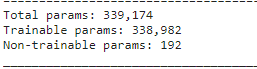 Total params: 339,174
Trainable params: 338,982
Non-trainable params: 192